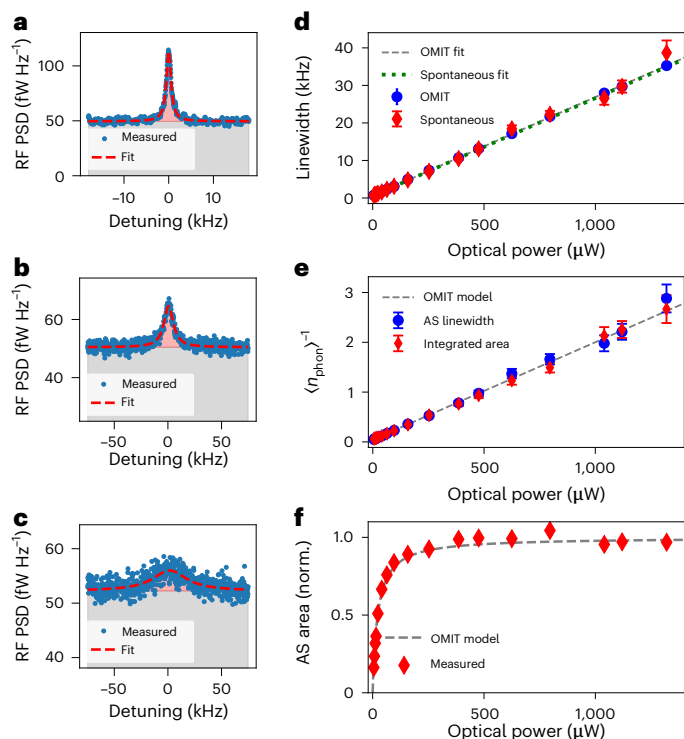 a
RF PSD (fW Hz⁻¹)
100
50
0
Measured
Fit
−10
0
10
Detuning (kHz)
b
RF PSD (fW Hz⁻¹)
60
40
Measured
Fit
−50
0
50
Detuning (kHz)
c
RF PSD (fW Hz⁻¹)
60
50
40
Measured
Fit
−50
0
50
Detuning (kHz)
d
Linewidth (kHz)
40
30
20
10
0
OMIT fit
Spontaneous fit
OMIT
Spontaneous
0
500
1,000
Optical power (μW)
e
⟨n_phon⟩⁻¹
3
2
1
0
OMIT model
AS linewidth
Integrated area
0
500
1,000
Optical power (μW)
f
AS area (norm.)
1.0
0.5
0
OMIT model
Measured
0
500
1,000
Optical power (μW)